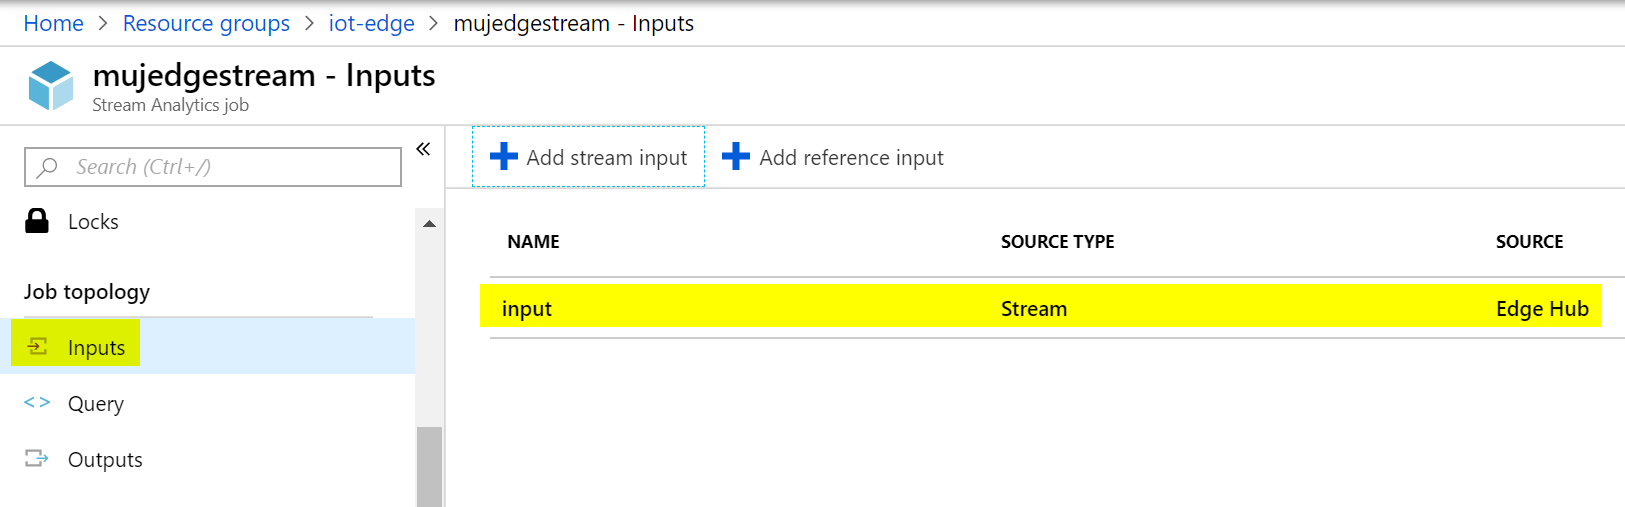 Home > Resource groups > iot-edge > mujedgestream - Inputs
mujedgestream - Inputs
Stream Analytics job
Search (Ctrl+/)
«
Locks
Job topology
Inputs
<> Query
Outputs
+ Add stream input + Add reference input
NAME SOURCE TYPE SOURCE
input Stream Edge Hub